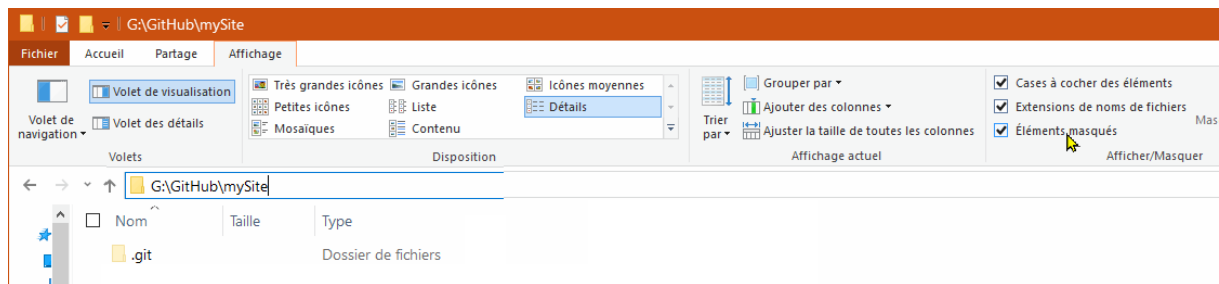 G:\GitHub\mySite
Fichier Accueil Partage Affichage
Volet de navigation
Volet de visualisation
Volet des détails
Volets
Très grandes icônes Grandes icônes Icônes moyennes
Petites icônes Liste Détails
Mosaïques Contenu
Disposition
Trier par
Grouper par
Ajouter des colonnes
Ajuster la taille de toutes les colonnes
Affichage actuel
Cases à cocher des éléments
Extensions de noms de fichiers
Éléments masqués
Mas
Afficher/Masquer
G:\GitHub\mySite
Nom Taille Type
.git Dossier de fichiers